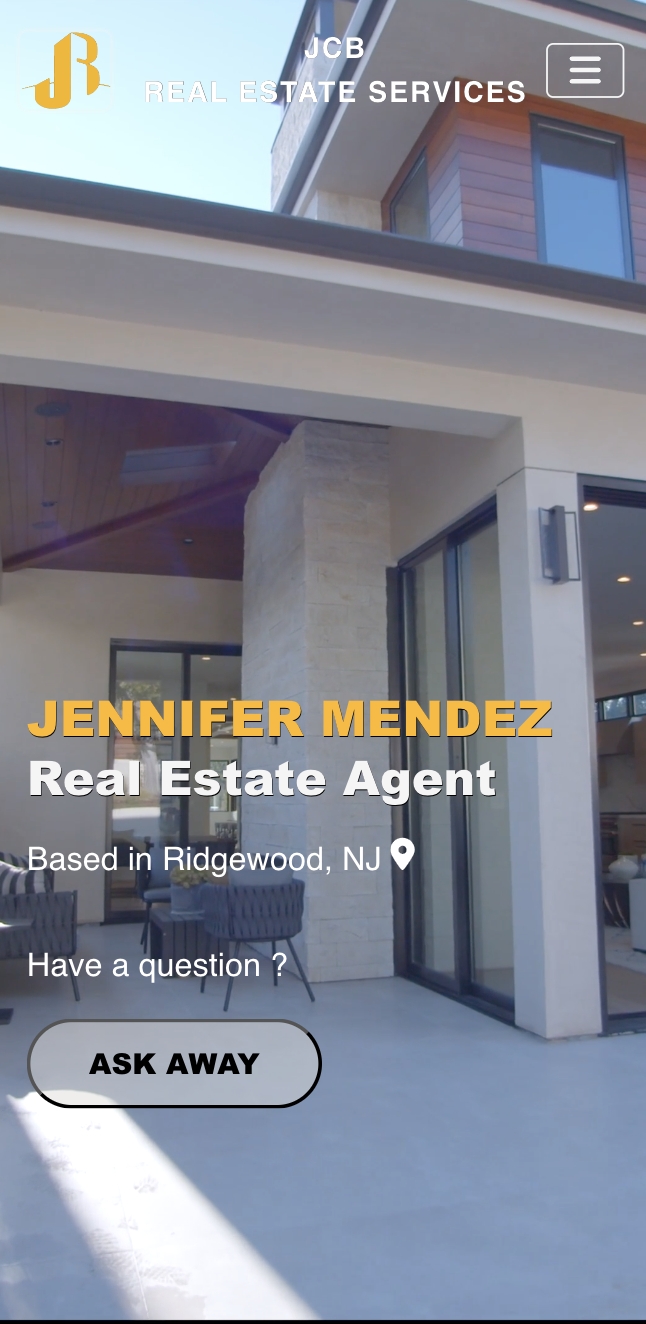 JCB
REAL ESTATE SERVICES
JENNIFER MENDEZ
Real Estate Agent
Based in Ridgewood, NJ
Have a question ?
ASK AWAY